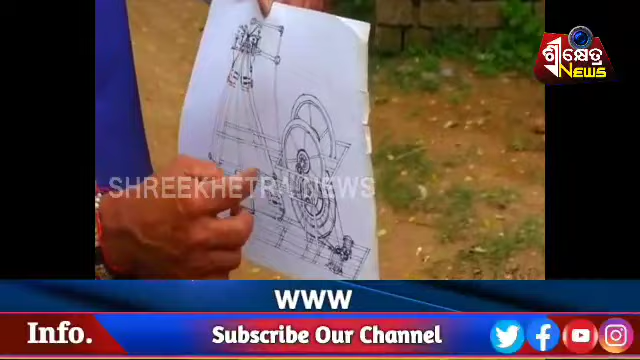 ଶ୍ରୀକ୍ଷେତ୍ର
NEWS
SHREEKHETRA NEWS
WWW
Info.
Subscribe Our Channel